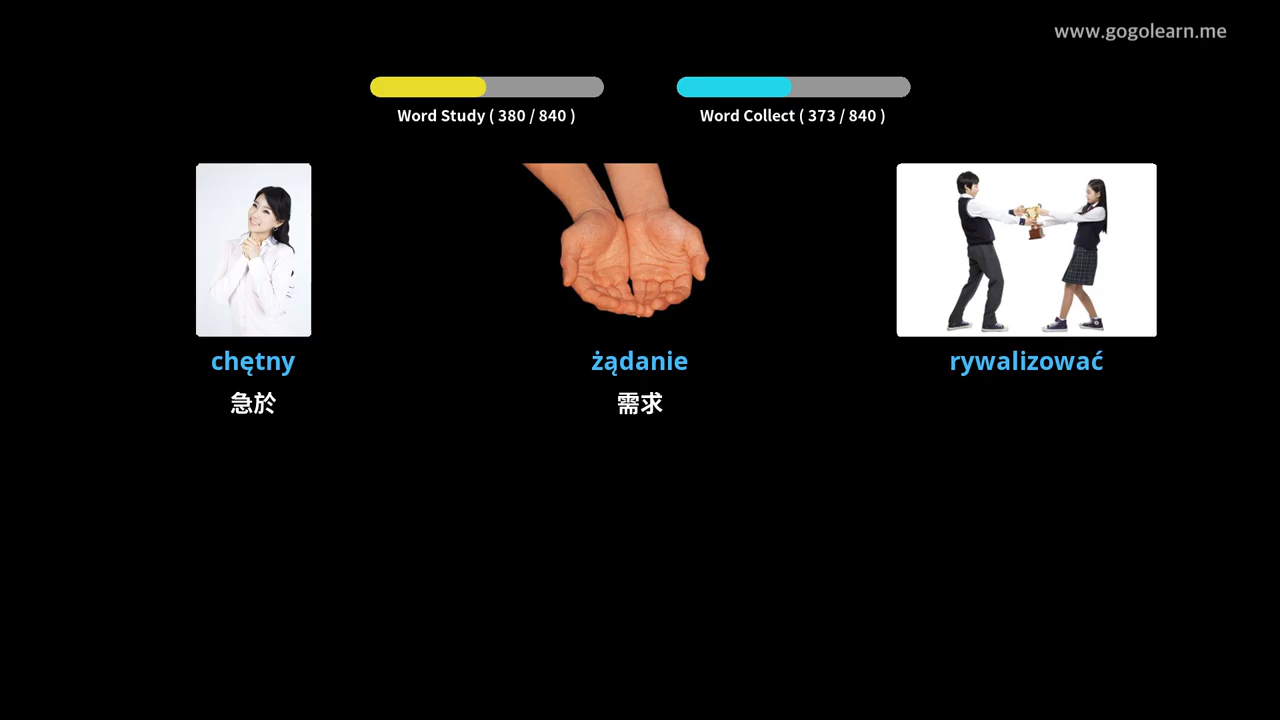 www.gogolearn.me
Word Study ( 380 / 840 )
Word Collect ( 373 / 840 )
chętny
żądanie
rywalizować
急於
需求